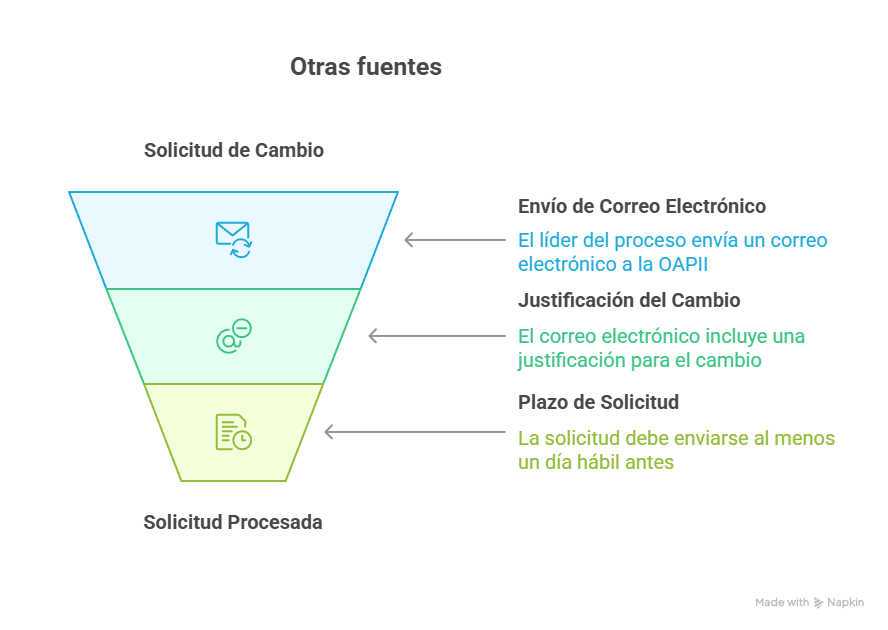 Otras fuentes
Solicitud de Cambio
Envío de Correo Electrónico
El líder del proceso envía un correo
electrónico a la OAPII
Justificación del Cambio
El correo electrónico incluye una
justificación para el cambio
Plazo de Solicitud
La solicitud debe enviarse al menos
un día hábil antes
Solicitud Procesada
Made with Napkin